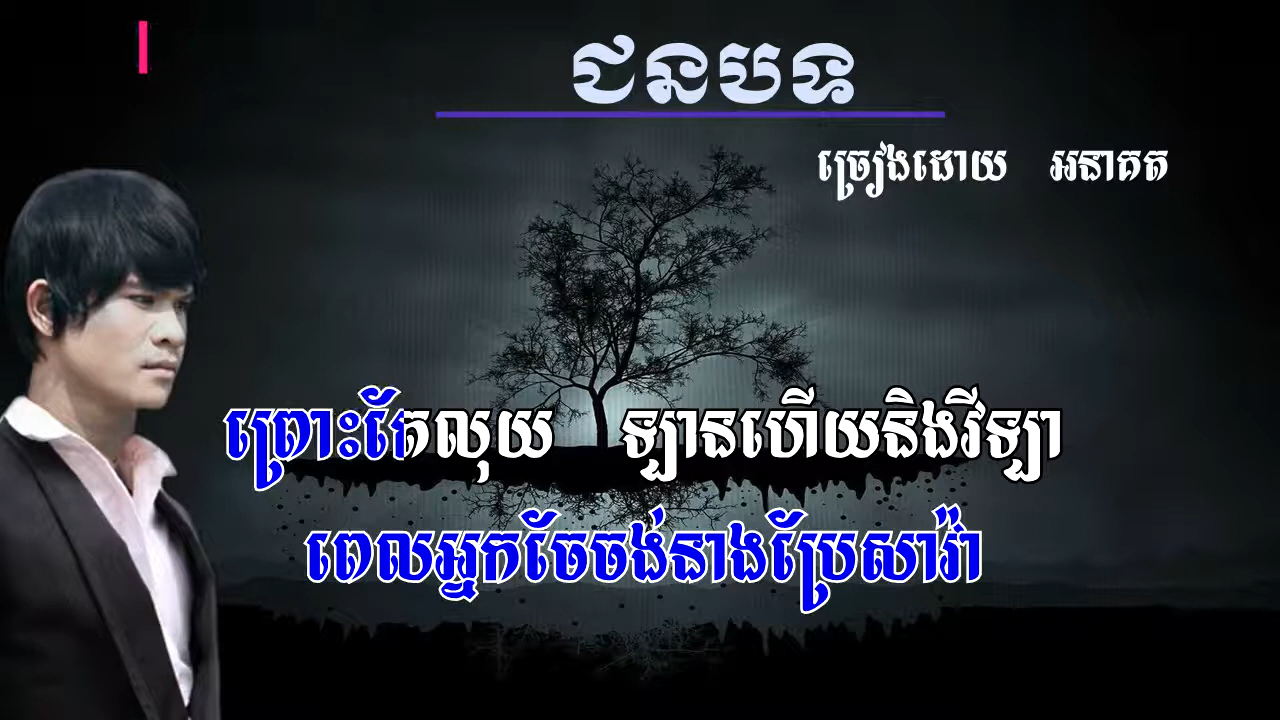 ជនបទ
ច្រៀងដោយ អនាគត
ព្រោះតែលុយ ឡានហើយនិងវីឡា
ពេលអ្នកចែចង់នាងប្រែសារ៉ា